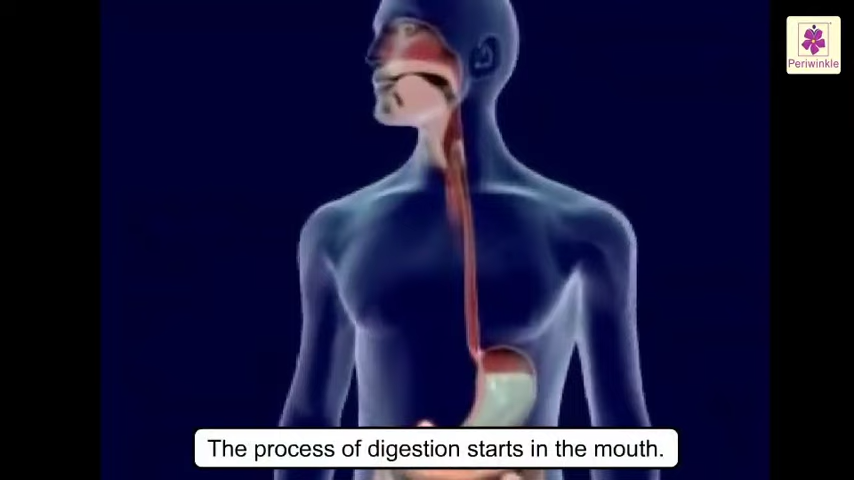 Periwinkle
The process of digestion starts in the mouth.